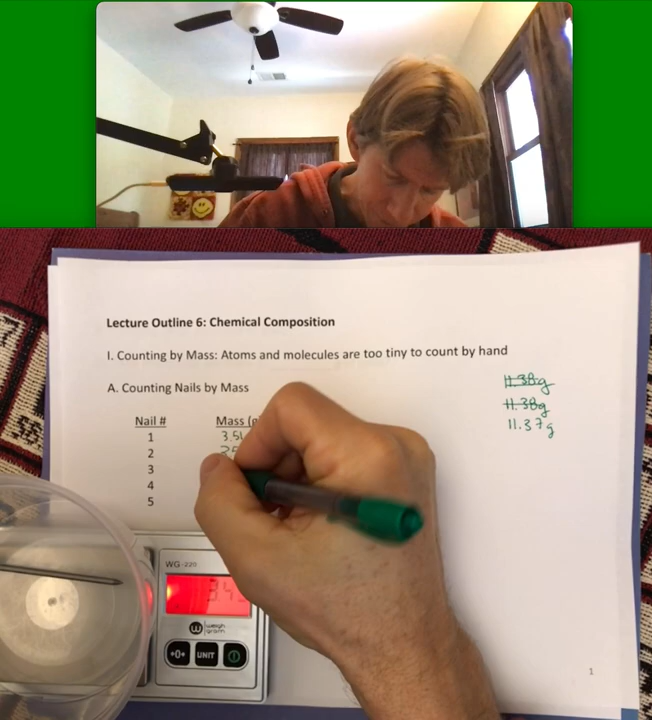 Lecture Outline 6: Chemical Composition
I. Counting by Mass: Atoms and molecules are too tiny to count by hand
11.38g
A. Counting Nails by Mass
11.38g
11.37g
Nail # Mass (g
1 3.51
2
3
4
5
WG-220
weigh gram
UNIT
1